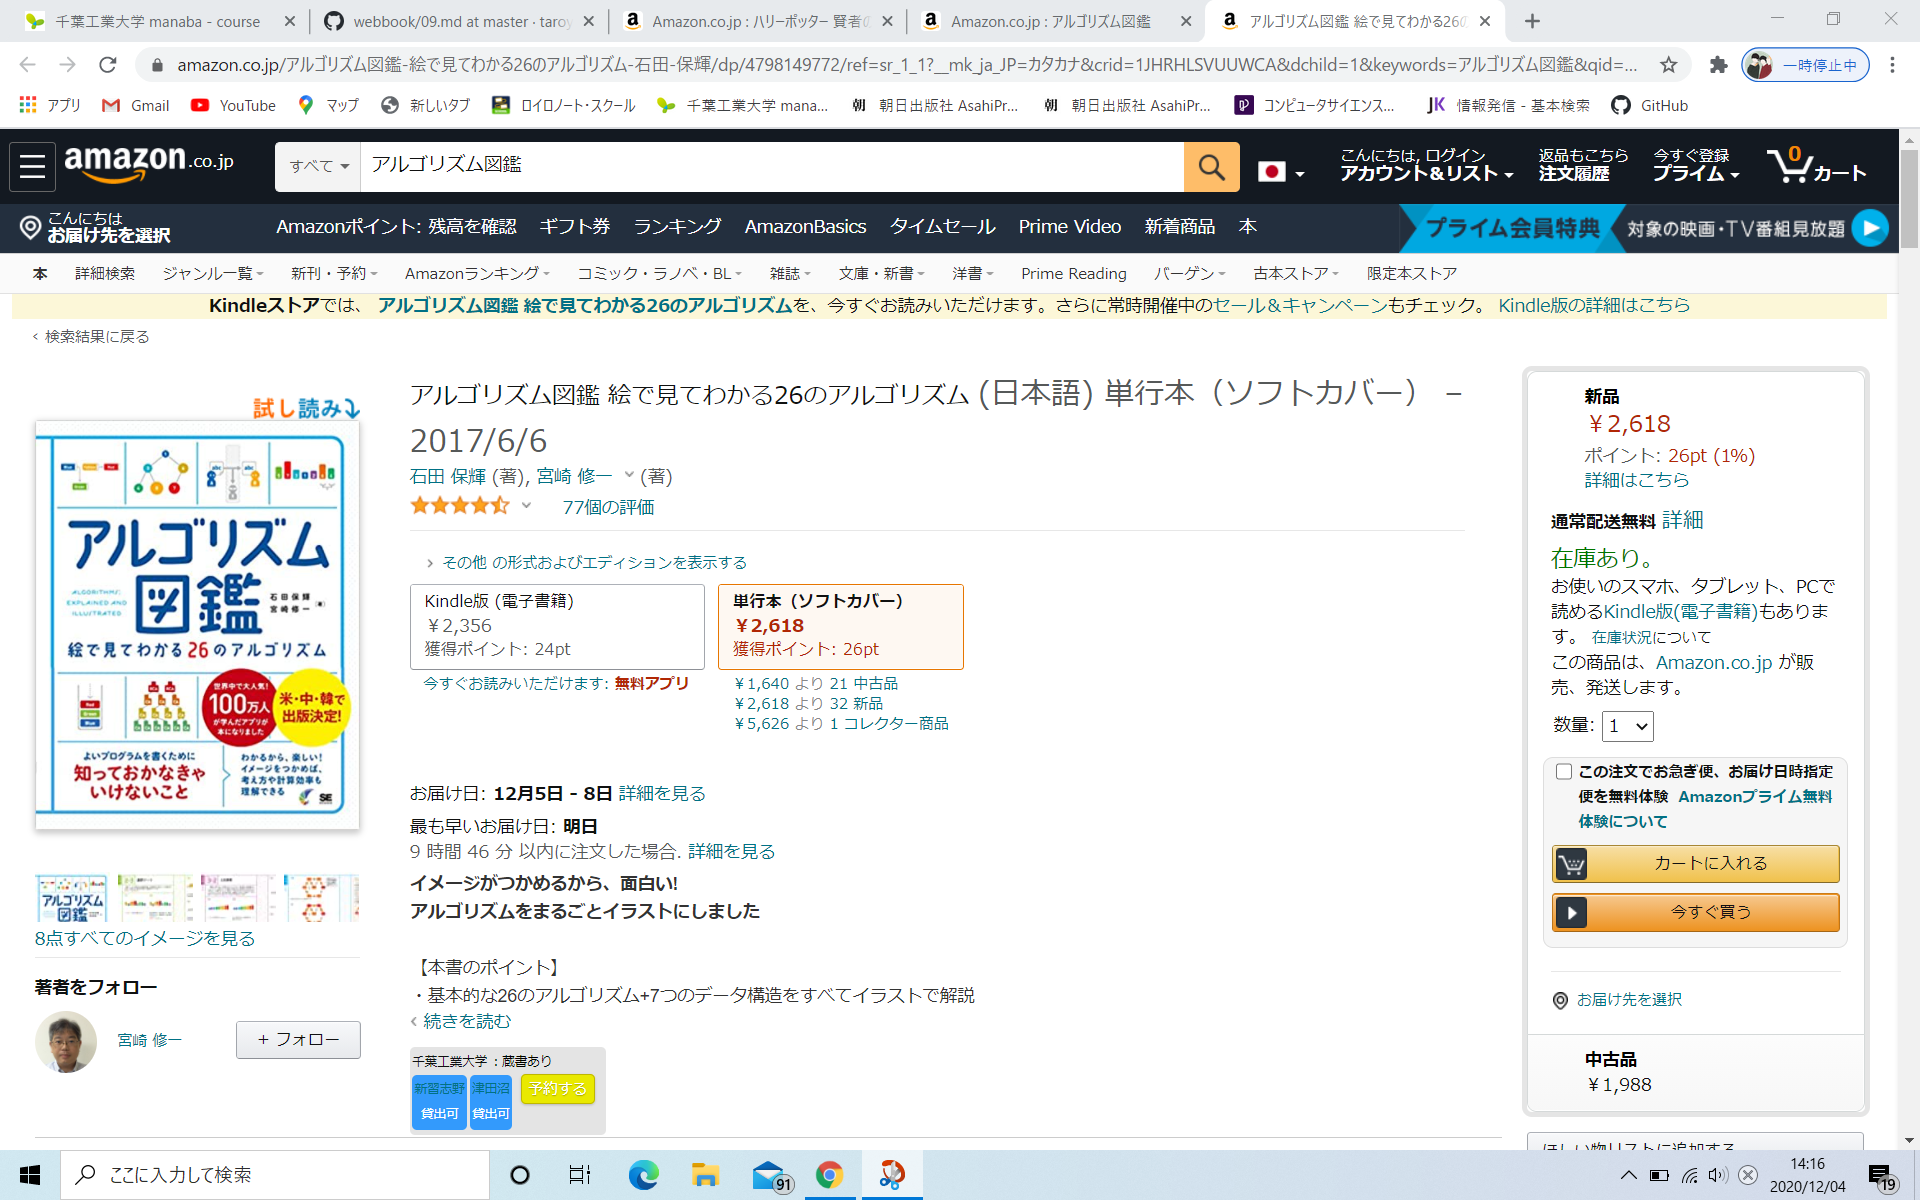 千葉工業大学 manaba - course
webbook/09.md at master · taroy
Amazon.co.jp : ハリーポッター 賢者の
Amazon.co.jp : アルゴリズム図鑑
アルゴリズム図鑑 絵で見てわかる26の
amazon.co.jp/アルゴリズム図鑑-絵で見てわかる26のアルゴリズム-石田-保輝/dp/4798149772/ref=sr_1_1?__mk_ja_JP=カタカナ&crid=1JHRHLSVUUWCA&dchild=1&keywords=アルゴリズム図鑑&qid=...
一時停止中
アプリ Gmail YouTube マップ 新しいタブ ロイロノート・スクール 千葉工業大学 mana... 朝日出版社 AsahiPr... 朝日出版社 AsahiPr... コンピュータサイエンス... 情報発信 - 基本検索 GitHub
amazon.co.jp
すべて アルゴリズム図鑑
こんにちは, ログイン
アカウント&リスト
返品もこちら
注文履歴
今すぐ登録
プライム
0
カート
こんにちは
お届け先を選択
Amazonポイント: 残高を確認 ギフト券 ランキング AmazonBasics タイムセール Prime Video 新着商品 本
プライム会員特典 対象の映画・TV番組見放題
本 詳細検索 ジャンル一覧 新刊・予約 Amazonランキング コミック・ラノベ・BL 雑誌 文庫・新書 洋書 Prime Reading バーゲン 古本ストア 限定本ストア
Kindleストアでは、 アルゴリズム図鑑 絵で見てわかる26のアルゴリズムを、今すぐお読みいただけます。さらに常時開催中のセール＆キャンペーンもチェック。 Kindle版の詳細はこちら
‹ 検索結果に戻る
試し読み
アルゴリズム
図鑑
ALGORITHMS:
EXPLAINED AND
ILLUSTRATED
石田保輝
宮崎修一
著
絵で見てわかる26のアルゴリズム
世界中で大人気!
100万人
が学んだアプリが
本になりました
米・中・韓で
出版決定!
よいプログラムを書くために
知っておかなきゃ
いけないこと
わかるから、楽しい!
イメージをつかめば、
考え方や計算効率も
理解できる
SE
8点すべてのイメージを見る
著者をフォロー
宮崎 修一
+ フォロー
アルゴリズム図鑑 絵で見てわかる26のアルゴリズム (日本語) 単行本（ソフトカバー） –
2017/6/6
石田 保輝 (著), 宮崎 修一 (著)
77個の評価
› その他 の形式およびエディションを表示する
Kindle版 (電子書籍)
￥2,356
獲得ポイント: 24pt
単行本（ソフトカバー）
￥2,618
獲得ポイント: 26pt
今すぐお読みいただけます: 無料アプリ
￥1,640 より 21 中古品
￥2,618 より 32 新品
￥5,626 より 1 コレクター商品
お届け日: 12月5日 - 8日 詳細を見る
最も早いお届け日: 明日
9 時間 46 分 以内に注文した場合. 詳細を見る
イメージがつかめるから、面白い!
アルゴリズムをまるごとイラストにしました
【本書のポイント】
・基本的な26のアルゴリズム+7つのデータ構造をすべてイラストで解説
‹ 続きを読む
千葉工業大学 ：蔵書あり
新習志野
貸出可
津田沼
貸出可
予約する
新品
￥2,618
ポイント: 26pt (1%)
詳細はこちら
通常配送無料 詳細
在庫あり。
お使いのスマホ、タブレット、PCで
読めるKindle版(電子書籍)もありま
す。 在庫状況について
この商品は、Amazon.co.jp が販
売、発送します。
数量: 1
この注文でお急ぎ便、お届け日時指定
便を無料体験 Amazonプライム無料
体験について
カートに入れる
今すぐ買う
お届け先を選択
中古品
￥1,988
ほしい物リストに追加する
ここに入力して検索
91
14:16
2020/12/04
19